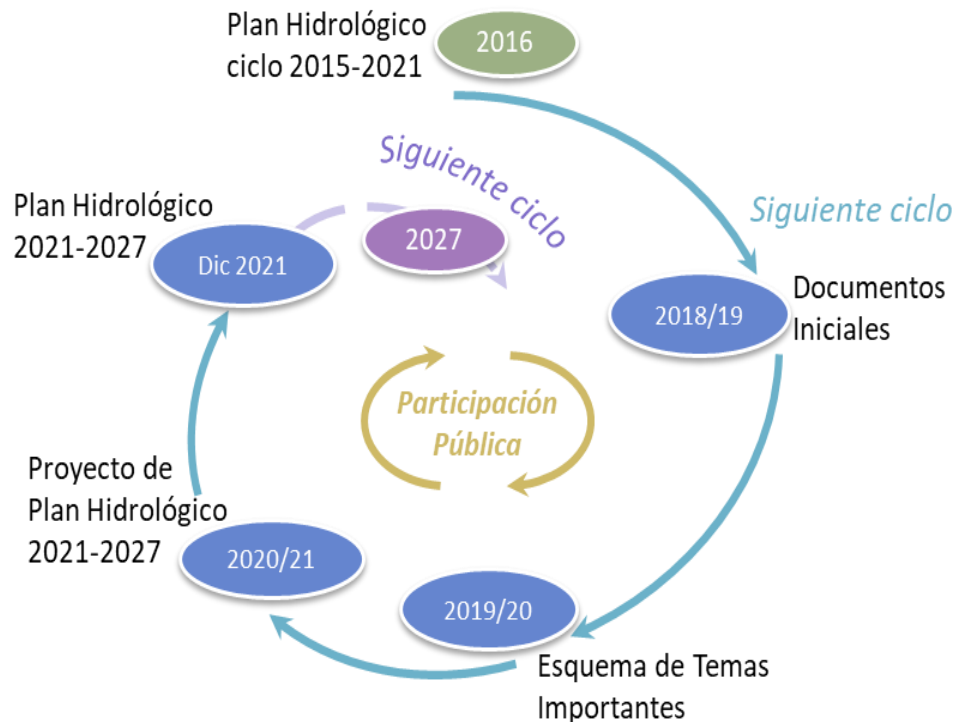 Plan Hidrológico
ciclo 2015-2021
2016
Siguiente ciclo
Siguiente ciclo
Plan Hidrológico
2021-2027
Dic 2021
2027
2018/19
Documentos
Iniciales
Participación
Pública
Proyecto de
Plan Hidrológico
2021-2027
2020/21
2019/20
Esquema de Temas
Importantes